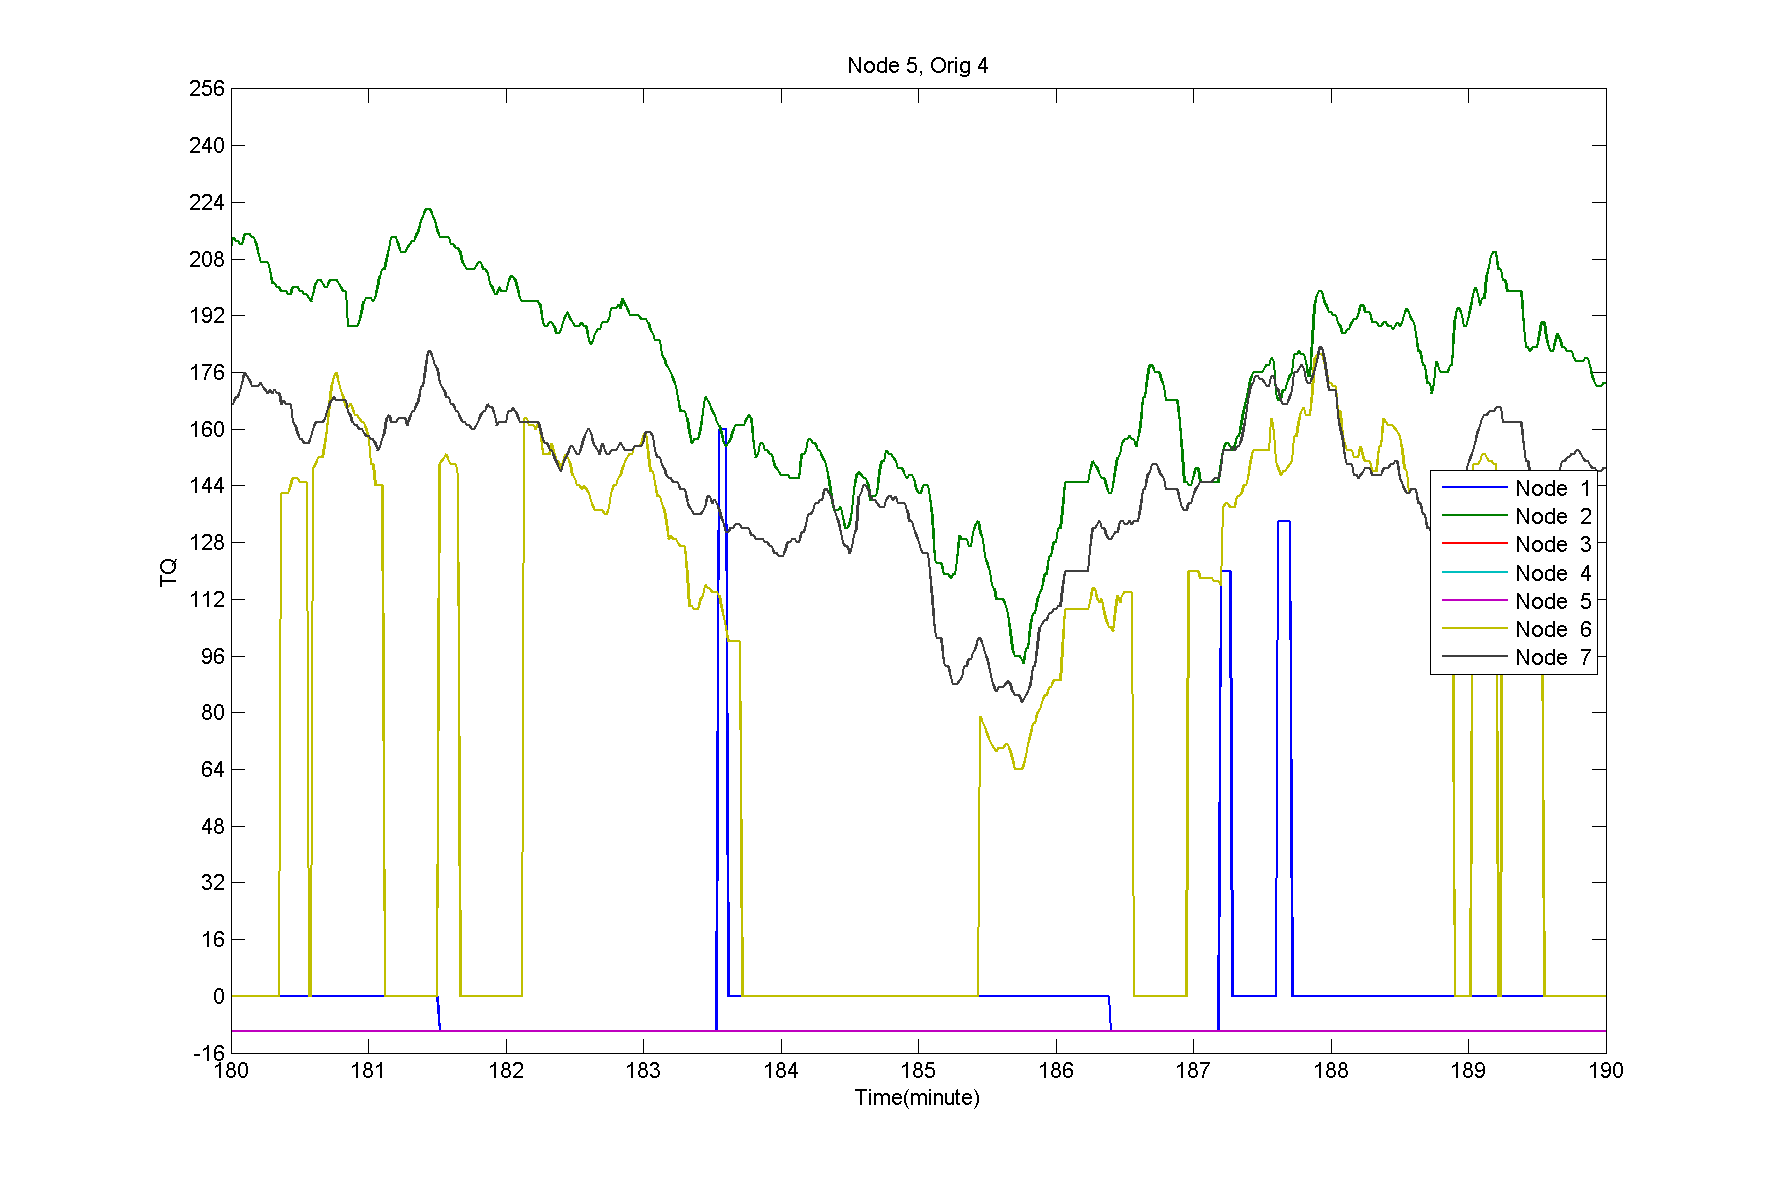 Node 5, Orig 4
256
240
224
208
192
176
160
144
128
112
96
80
64
48
32
16
0
-16
TQ
Node 1
Node 2
Node 3
Node 4
Node 5
Node 6
Node 7
180 181 182 183 184 185 186 187 188 189 190
Time(minute)